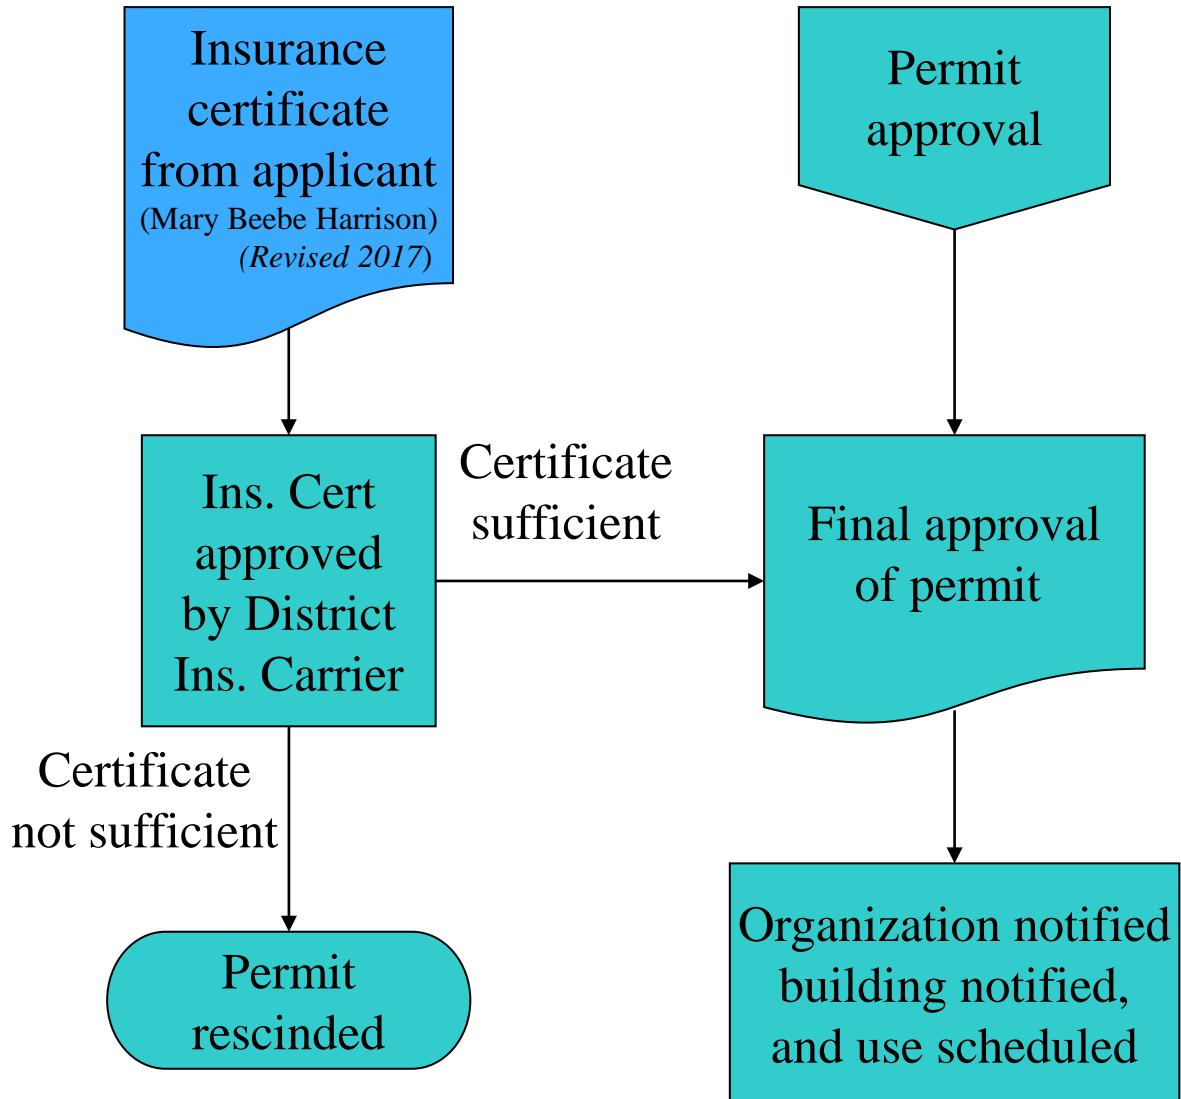 Insurance
certificate
from applicant
(Mary Beebe Harrison)
(Revised 2017)
Permit
approval
Ins. Cert
approved
by District
Ins. Carrier
Certificate
sufficient
Final approval
of permit
Certificate
not sufficient
Permit
rescinded
Organization notified
building notified,
and use scheduled